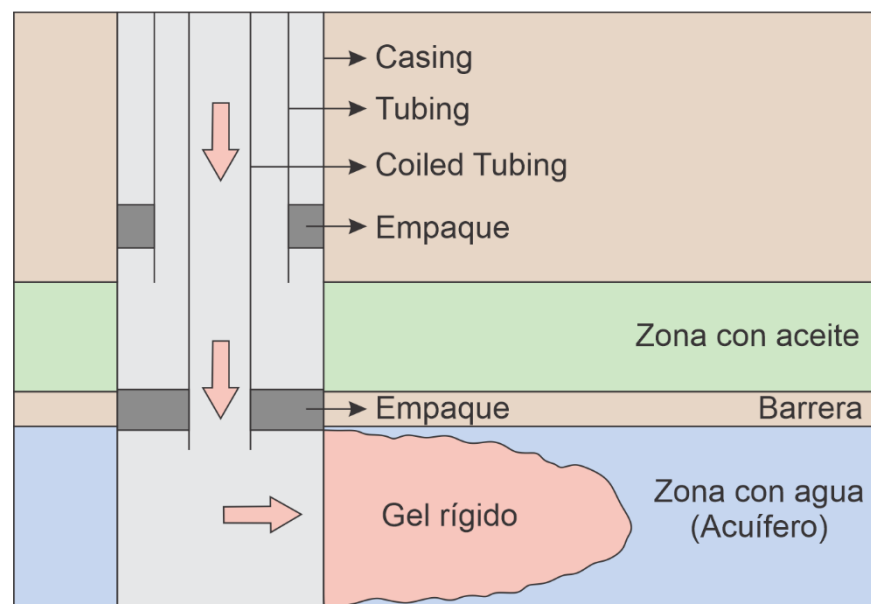 Casing
Tubing
Coiled Tubing
Empaque
Zona con aceite
Empaque
Barrera
Gel rígido
Zona con agua
(Acuífero)